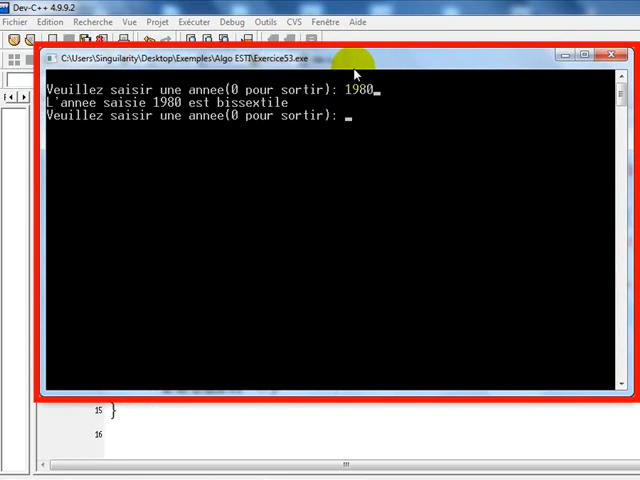 Dev-C++ 4.9.9.2
Fichier Edition Recherche Vue Projet Exécuter Debug Outils CVS Fenêtre Aide
C:\Users\Singuilarity\Desktop\Exemples\Algo ESTI\Exercice53.exe
Veuillez saisir une annee(0 pour sortir): 1980
L'annee saisie 1980 est bissextile
Veuillez saisir une annee(0 pour sortir):
15 }
16